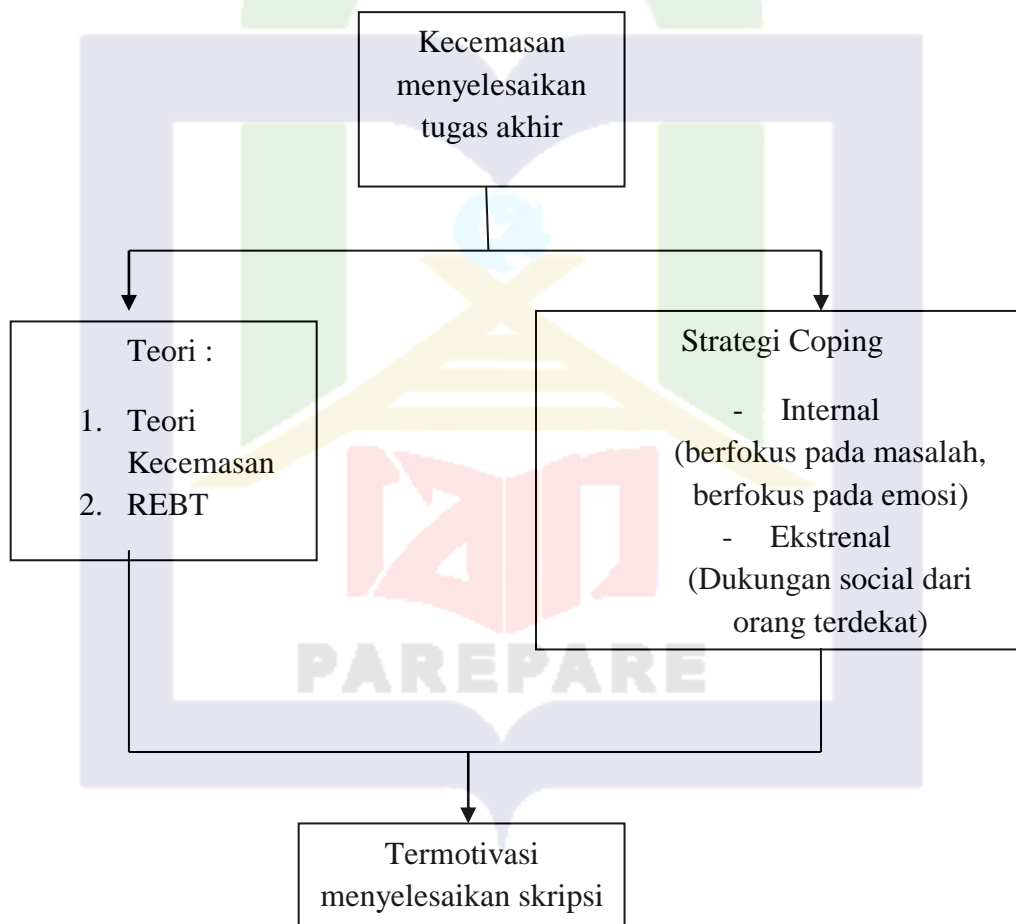 Kecemasan
menyelesaikan
tugas akhir
Teori :
1. Teori
Kecemasan
2. REBT
Strategi Coping
- Internal
(berfokus pada masalah,
berfokus pada emosi)
- Ekstrenal
(Dukungan social dari
orang terdekat)
PAREPARE
Termotivasi
menyelesaikan skripsi